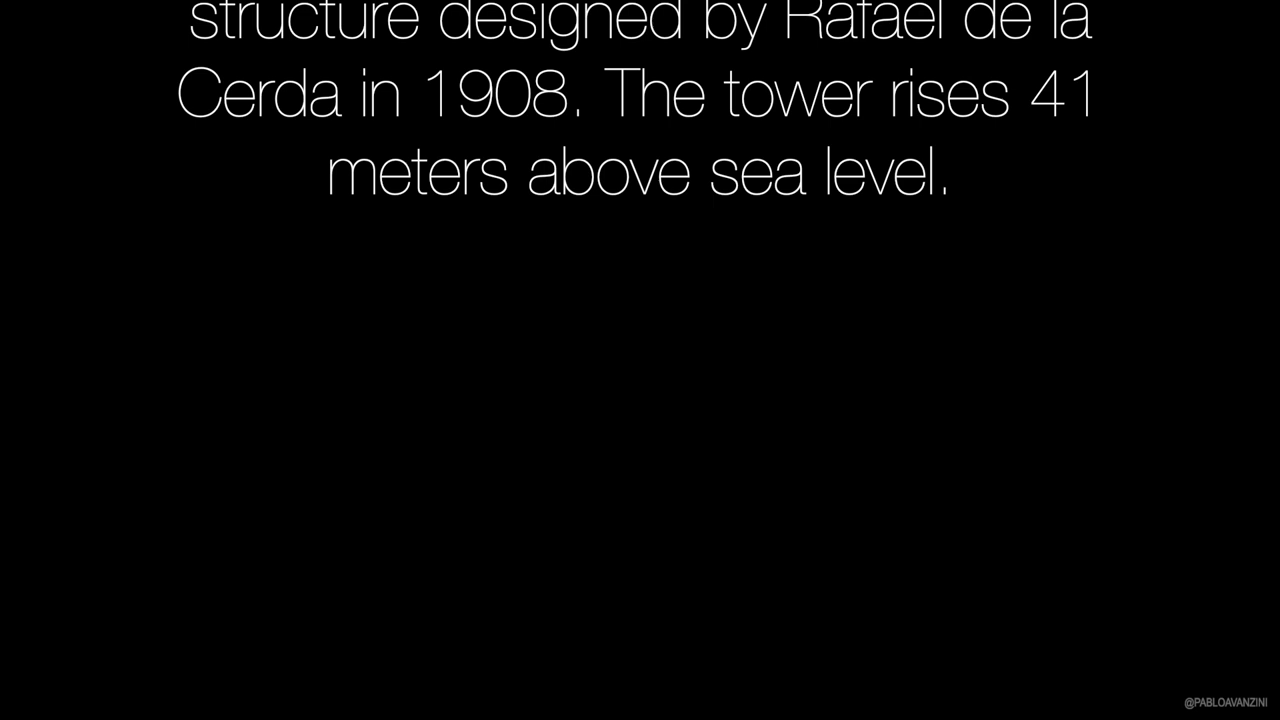 structure designed by Rafael de la
Cerda in 1908. The tower rises 41
meters above sea level.
@PABLOAVANZINI